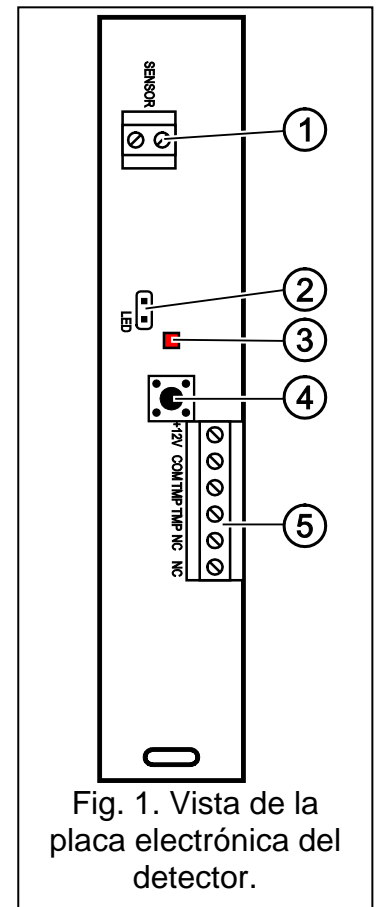 SENSOR
1
2
LED
3
4
+12V
COM
TMP
TMP
NC
NC
5
Fig. 1. Vista de la
placa electrónica del
detector.